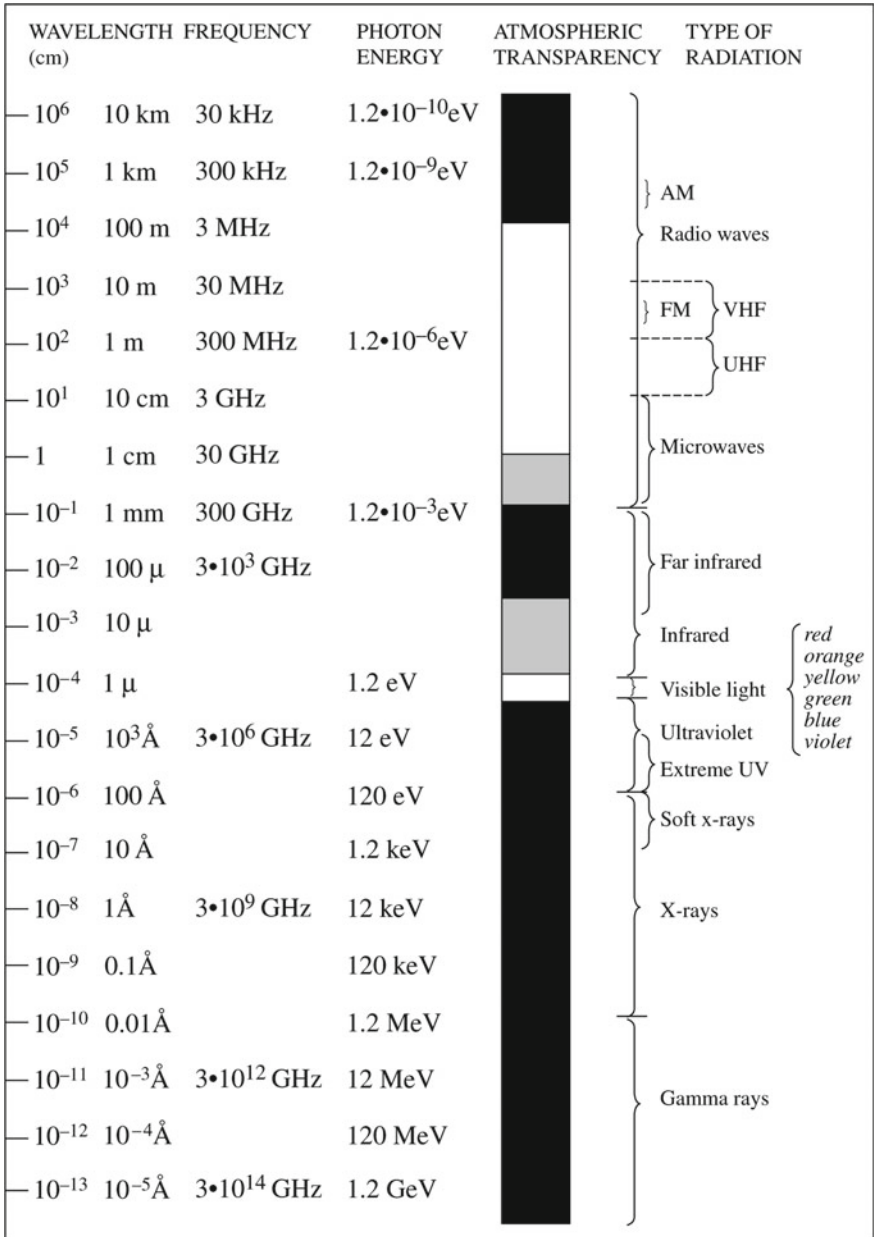 WAVELENGTH FREQUENCY PHOTON ATMOSPHERIC TYPE OF
(cm) ENERGY TRANSPARENCY RADIATION
10⁶ 10 km 30 kHz 1.2•10⁻¹⁰eV
10⁵ 1 km 300 kHz 1.2•10⁻⁹eV
AM
10⁴ 100 m 3 MHz Radio waves
10³ 10 m 30 MHz
FM VHF
10² 1 m 300 MHz 1.2•10⁻⁶eV
UHF
10¹ 10 cm 3 GHz
1 1 cm 30 GHz Microwaves
10⁻¹ 1 mm 300 GHz 1.2•10⁻³eV
10⁻² 100 μ 3•10³ GHz Far infrared
10⁻³ 10 μ Infrared red
orange
10⁻⁴ 1 μ 1.2 eV Visible light yellow
green
blue
10⁻⁵ 10³Å 3•10⁶ GHz 12 eV Ultraviolet violet
Extreme UV
10⁻⁶ 100 Å 120 eV
Soft x-rays
10⁻⁷ 10 Å 1.2 keV
10⁻⁸ 1Å 3•10⁹ GHz 12 keV X-rays
10⁻⁹ 0.1Å 120 keV
10⁻¹⁰ 0.01Å 1.2 MeV
10⁻¹¹ 10⁻³Å 3•10¹² GHz 12 MeV
Gamma rays
10⁻¹² 10⁻⁴Å 120 MeV
10⁻¹³ 10⁻⁵Å 3•10¹⁴ GHz 1.2 GeV